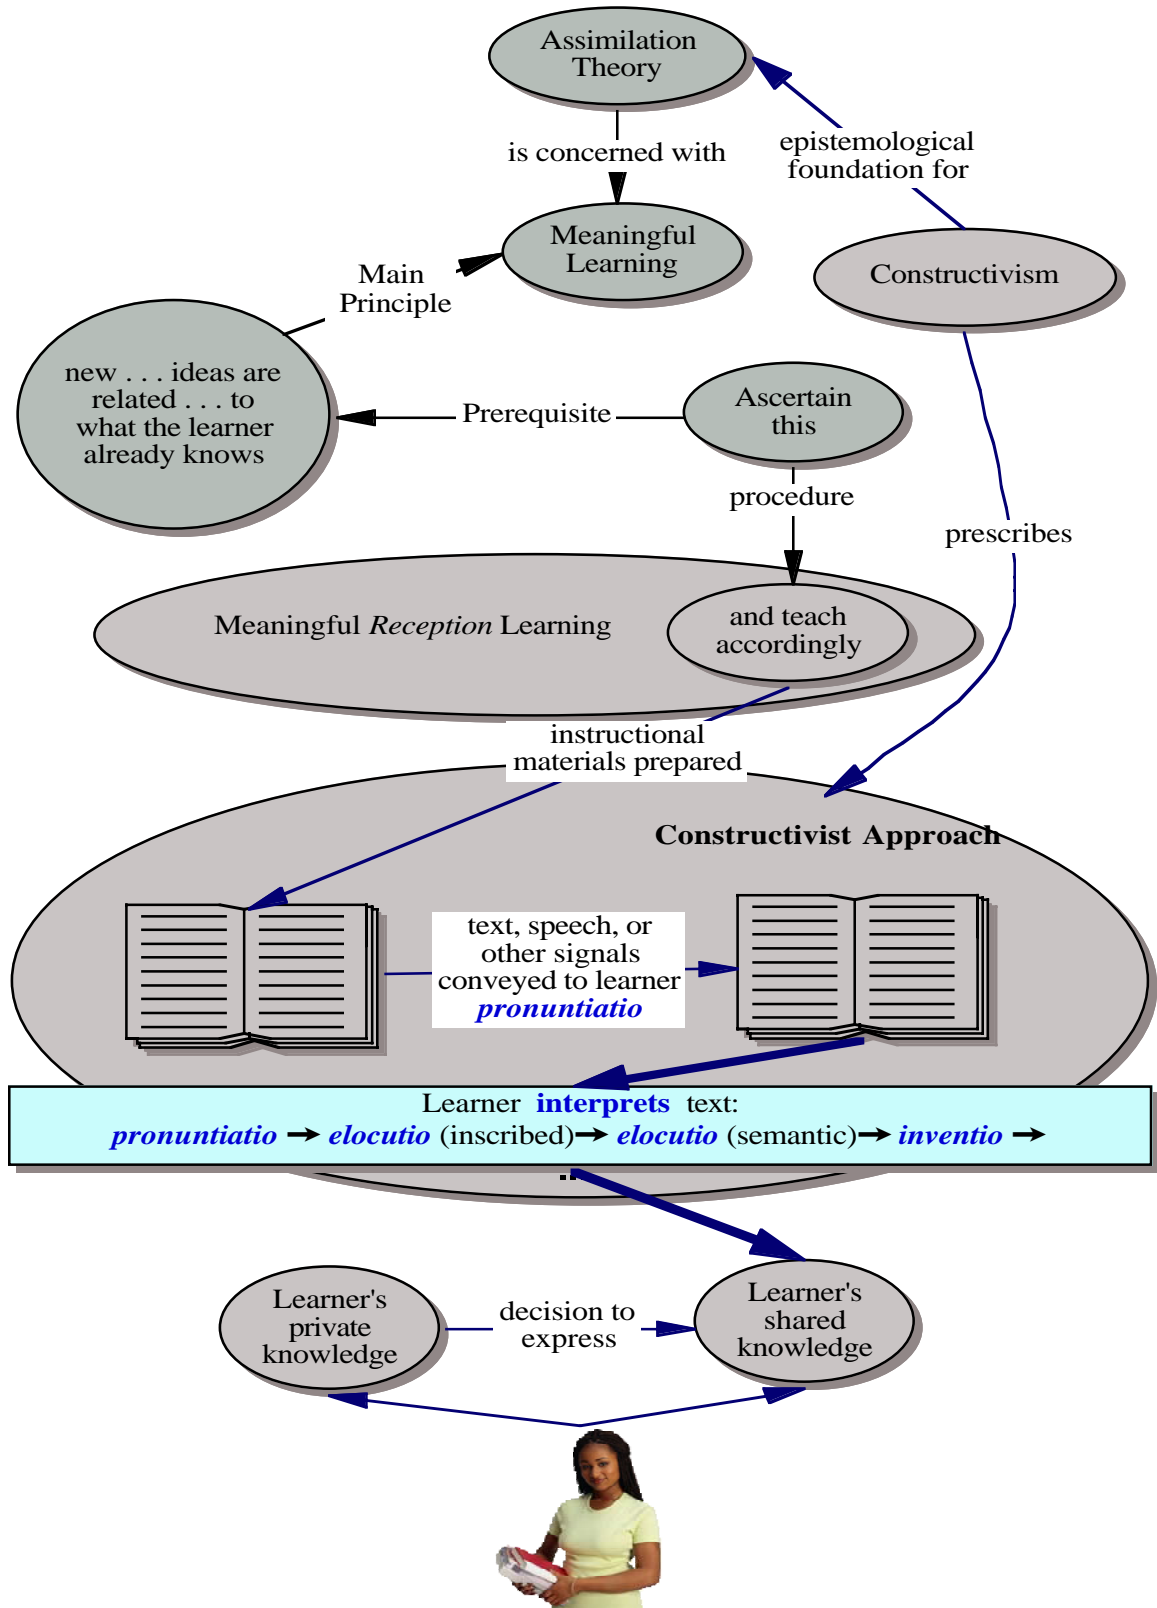 Assimilation
Theory
is concerned with
epistemological
foundation for
Meaningful
Learning
Constructivism
Main
Principle
new . . . ideas are
related . . . to
what the learner
already knows
Prerequisite
Ascertain
this
procedure
prescribes
Meaningful Reception Learning
and teach
accordingly
instructional
materials prepared
Constructivist Approach
text, speech, or
other signals
conveyed to learner
pronuntiatio
Learner interprets text:
pronuntiatio → elocutio (inscribed)→ elocutio (semantic)→ inventio →
..
Learner's
private
knowledge
decision to
express
Learner's
shared
knowledge